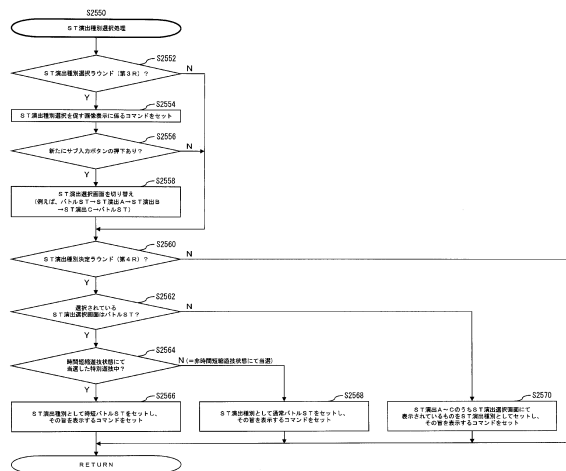 S2550
ST演出種別選択処理
S2552
ST演出種別選択ラウンド(第3R)?
N
Y
S2554
ST演出種別選択を促す画像表示に係るコマンドをセット
S2556
新たにサブ入力ボタンの押下あり?
N
Y
S2558
ST演出選択画面を切り替え
(例えば、バトルST→ST演出A→ST演出B
→ST演出C→バトルST)
S2560
ST演出種別決定ラウンド(第4R)?
N
Y
S2562
選択されている
ST演出選択画面はバトルST?
N
Y
S2564
時間短縮遊技状態にて
当選した特別遊技中?
N(=非時間短縮遊技状態にて当選)
Y
S2566
ST演出種別として時短バトルSTをセットし、
その旨を表示するコマンドをセット
S2568
ST演出種別として通常バトルSTをセットし、
その旨を表示するコマンドをセット
S2570
ST演出A~CのうちST演出選択画面にて
表示されているものをST演出種別としてセットし、
その旨を表示するコマンドをセット
RETURN